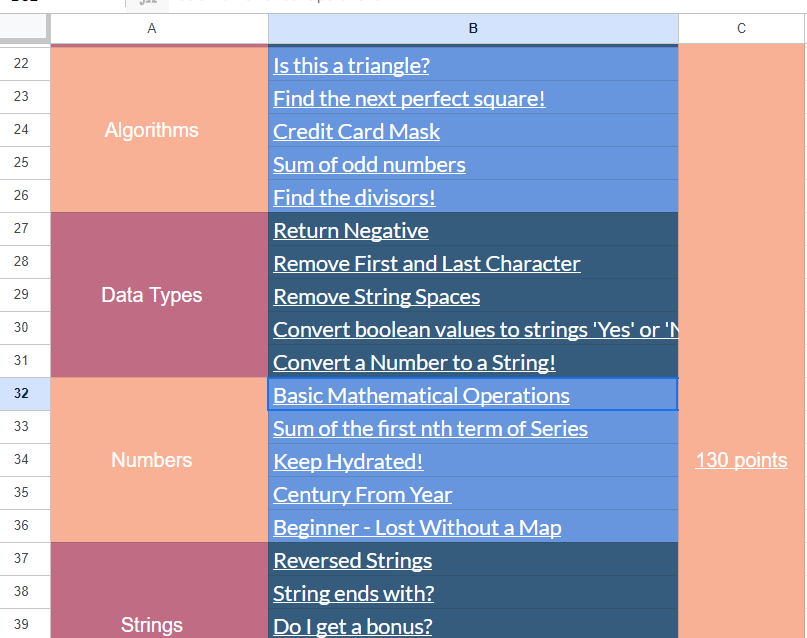 A B C
22 Is this a triangle?
23 Find the next perfect square!
24 Algorithms Credit Card Mask
25 Sum of odd numbers
26 Find the divisors!
27 Return Negative
28 Remove First and Last Character
29 Data Types Remove String Spaces
30 Convert boolean values to strings 'Yes' or '
31 Convert a Number to a String!
32 Basic Mathematical Operations
33 Sum of the first nth term of Series
34 Numbers Keep Hydrated! 130 points
35 Century From Year
36 Beginner - Lost Without a Map
37 Reversed Strings
38 String ends with?
39 Strings Do I get a bonus?